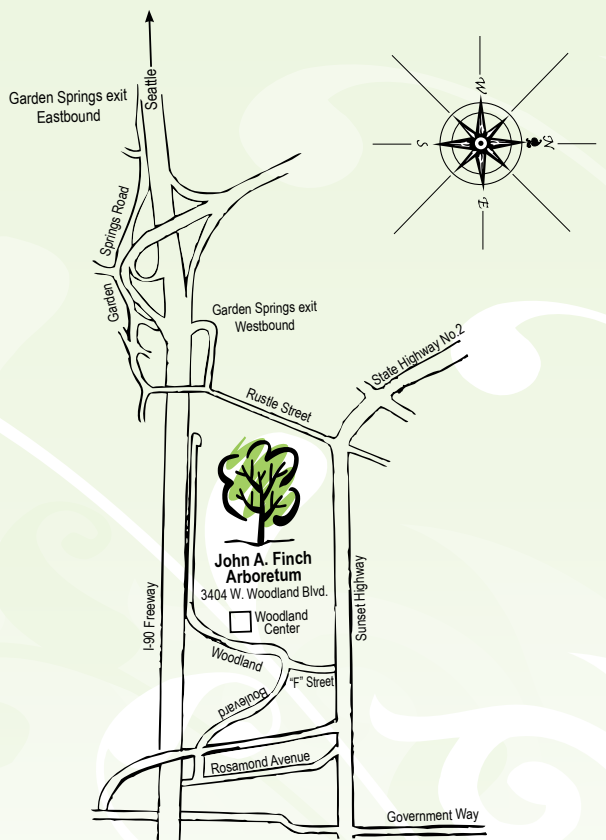 Seattle
Garden Springs exit
Eastbound
W
S
N
E
Springs Road
Garden
Garden Springs exit
Westbound
State Highway No.2
Rustle Street
John A. Finch
Arboretum
3404 W. Woodland Blvd.
Woodland
Center
I-90 Freeway
Sunset Highway
Woodland
"F" Street
Boulevard
Rosamond Avenue
Government Way